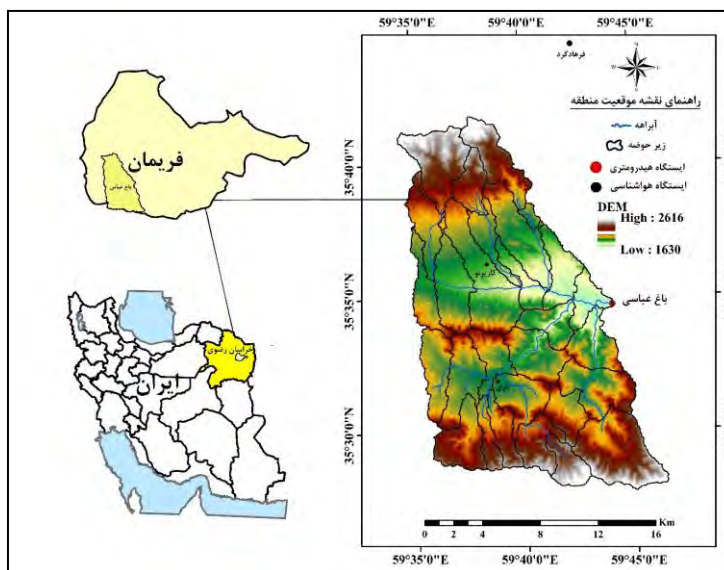 59°35'0"E 59°40'0"E 59°45'0"E
فرهادگرد
N
W E
S
راهنمای نقشه موقعیت منطقه
آبراهه
زیر حوضه
ایستگاه هیدرومتری
ایستگاه هواشناسی
DEM
High : 2616
Low : 1630
35°40'0"N
35°35'0"N
35°30'0"N
باغ عباسی
0 2 4 8 12 16 Km
59°35'0"E 59°40'0"E 59°45'0"E
فریمان
باغ عباسی
خراسان رضوی
ایران